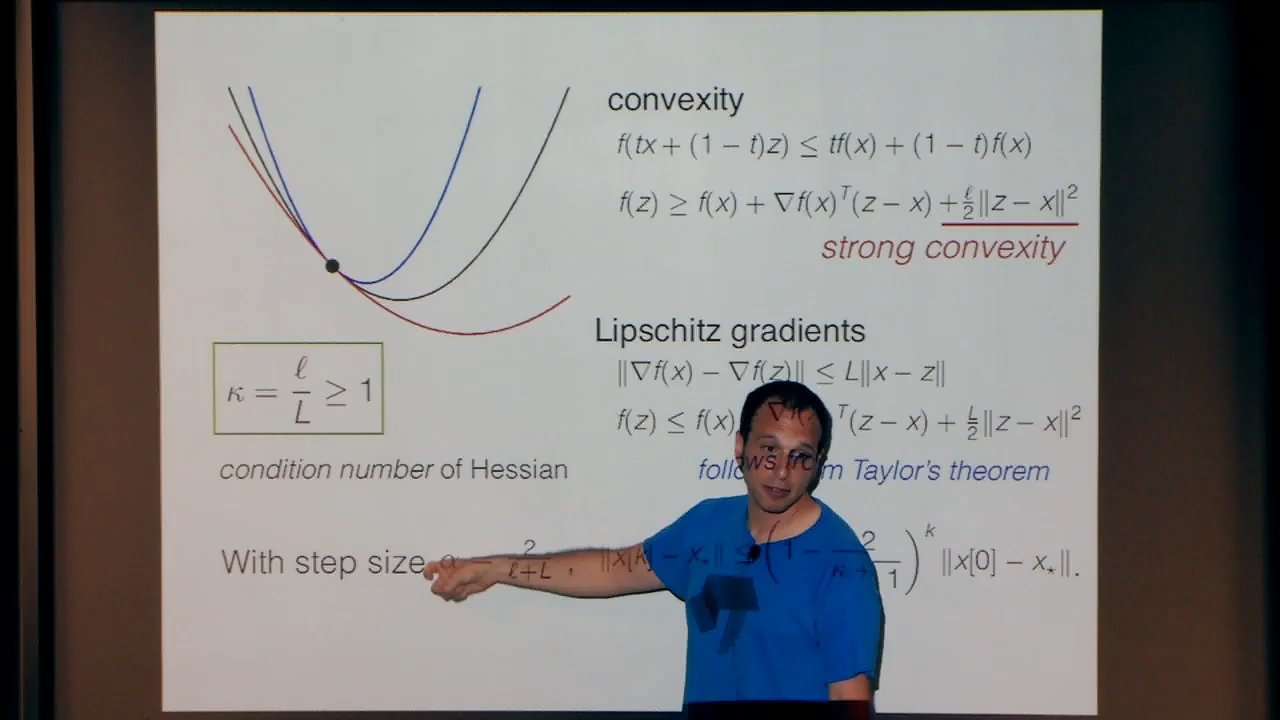 convexity
f(tx + (1 − t)z) ≤ tf(x) + (1 − t)f(x)
f(z) ≥ f(x) + ∇f(x)ᵀ(z − x) + ℓ/2 ‖z − x‖²
strong convexity
Lipschitz gradients
‖∇f(x) − ∇f(z)‖ ≤ L‖x − z‖
κ = ℓ/L ≥ 1
f(z) ≤ f(x) ∇f( ᵀ(z − x) + L/2 ‖z − x‖²
condition number of Hessian
follows from Taylor's theorem
With step size α = 2/(ℓ+L) , ‖x[k] − x⋆‖ ≤ (1 − 2/(κ + 1))ᵏ ‖x[0] − x⋆‖.